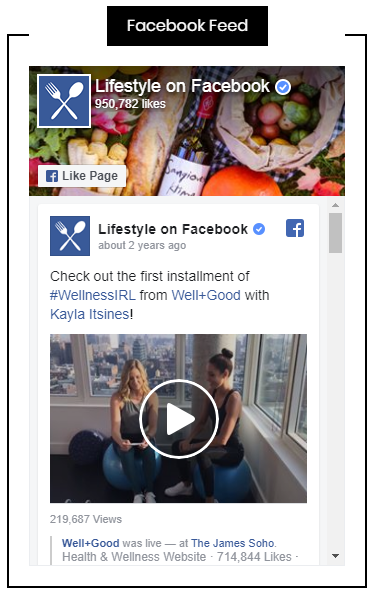 Facebook Feed
Lifestyle on Facebook
950,782 likes
Like Page
Lifestyle on Facebook
about 2 years ago
Check out the first installment of
#WellnessIRL from Well+Good with
Kayla Itsines!
219,687 Views
Well+Good was live — at The James Soho.
Health & Wellness Website · 714,844 Likes ·